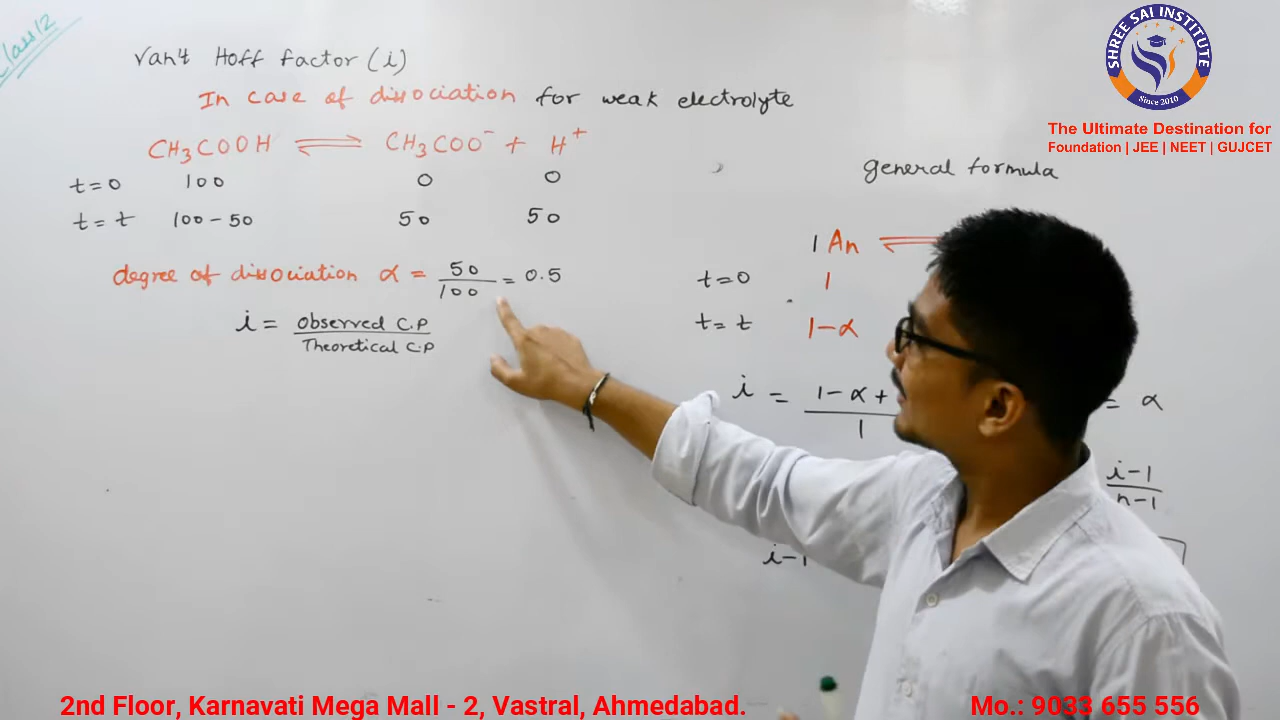 Class 12
Van't Hoff factor (i)
In case of dissociation for weak electrolyte
CH₃COOH ⇌ CH₃COO⁻ + H⁺
t=0 100 0 0
t=t 100-50 50 50
degree of dissociation α = 50/100 = 0.5
i = Observed C.P / Theoretical C.P
general formula
1 An ⇌
t=0 1
t=t 1-α
i = 1-α+
1
= α
i-1
n-1
i-1
SHREE SAI INSTITUTE
Since 2010
The Ultimate Destination for
Foundation | JEE | NEET | GUJCET
2nd Floor, Karnavati Mega Mall - 2, Vastral, Ahmedabad.
Mo.: 9033 655 556